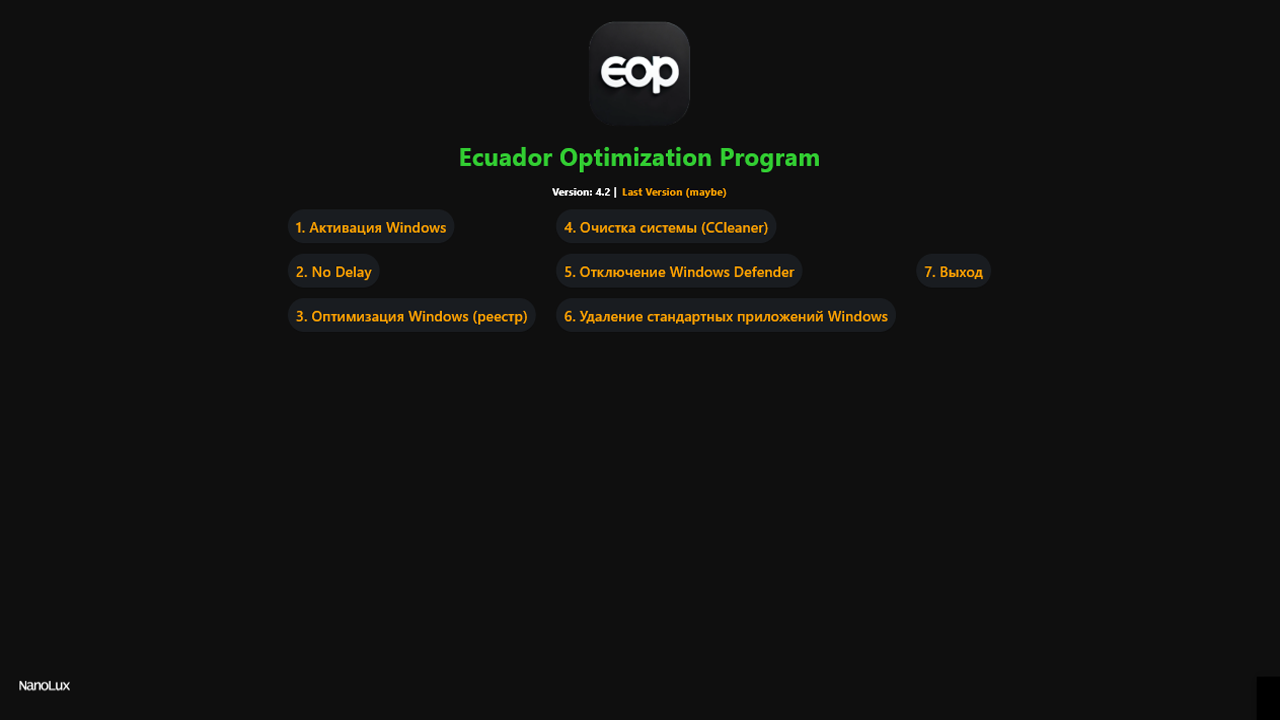 eop
Ecuador Optimization Program
Version: 4.2 | Last Version (maybe)
1. Активация Windows
2. No Delay
3. Оптимизация Windows (реестр)
4. Очистка системы (CCleaner)
5. Отключение Windows Defender
6. Удаление стандартных приложений Windows
7. Выход
NanoLux